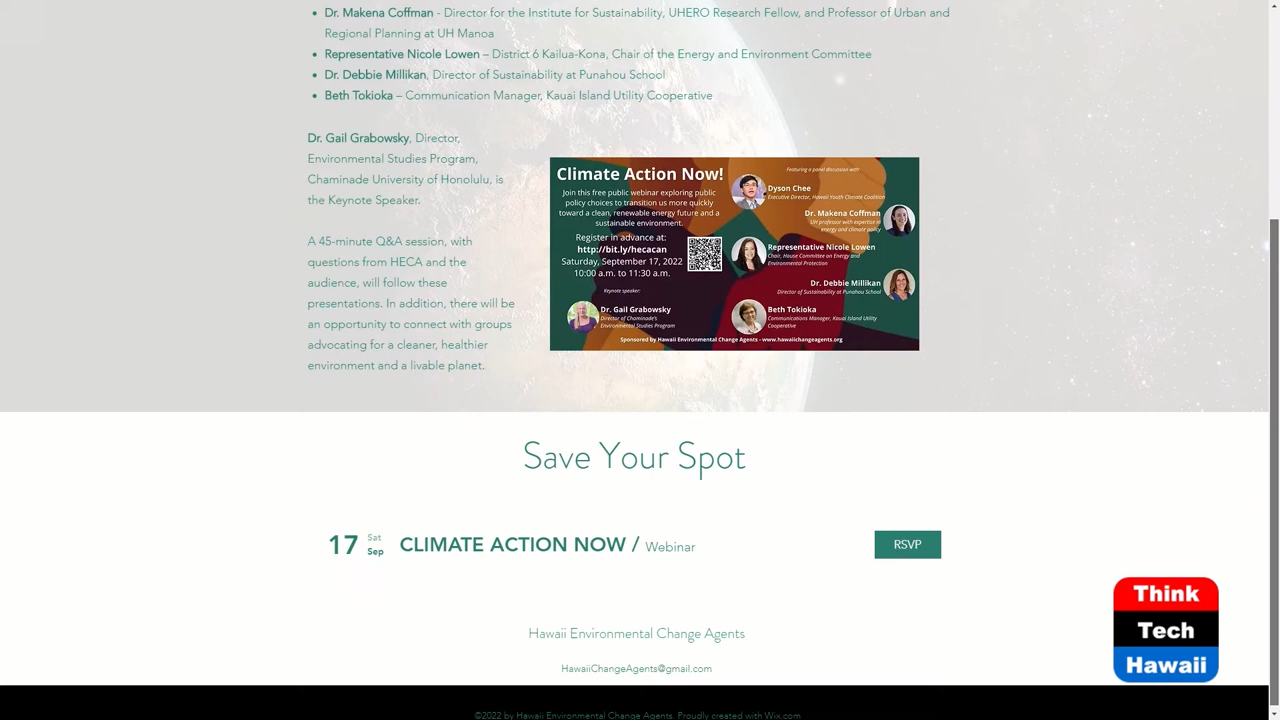 Dr. Makena Coffman - Director for the Institute for Sustainability, UHERO Research Fellow, and Professor of Urban and
Regional Planning at UH Manoa
Representative Nicole Lowen – District 6 Kailua-Kona, Chair of the Energy and Environment Committee
Dr. Debbie Millikan, Director of Sustainability at Punahou School
Beth Tokioka – Communication Manager, Kauai Island Utility Cooperative
Dr. Gail Grabowsky, Director,
Environmental Studies Program,
Chaminade University of Honolulu, is
the Keynote Speaker.
A 45-minute Q&A session, with
questions from HECA and the
audience, will follow these
presentations. In addition, there will be
an opportunity to connect with groups
advocating for a cleaner, healthier
environment and a livable planet.
Climate Action Now!
Join this free public webinar exploring public
policy choices to transition us more quickly
toward a clean, renewable energy future and a
sustainable environment.
Register in advance at:
http://bit.ly/hecacan
Saturday, September 17, 2022
10:00 a.m. to 11:30 a.m.
Keynote speaker:
Dr. Gail Grabowsky
Director of Chaminade's
Environmental Studies Program
Featuring a panel discussion with:
Dyson Chee
Executive Director, Hawaii Youth Climate Coalition
Dr. Makena Coffman
UH professor with expertise in
energy and climate policy
Representative Nicole Lowen
Chair, House Committee on Energy and
Environmental Protection
Dr. Debbie Millikan
Director of Sustainability at Punahou School
Beth Tokioka
Communications Manager, Kauai Island Utility
Cooperative
Sponsored by Hawaii Environmental Change Agents - www.hawaiichangeagents.org
Save Your Spot
17 Sat
Sep
CLIMATE ACTION NOW / Webinar
RSVP
Hawaii Environmental Change Agents
HawaiiChangeAgents@gmail.com
©2022 by Hawaii Environmental Change Agents. Proudly created with Wix.com
Think
Tech
Hawaii